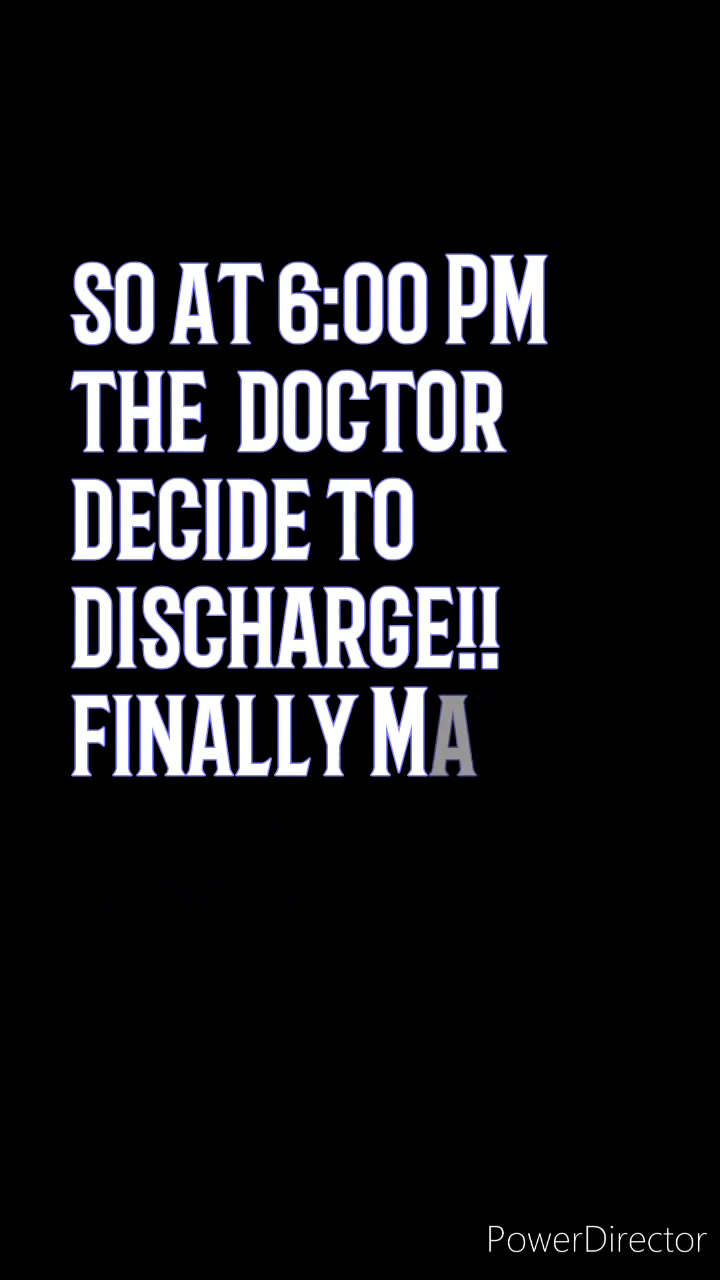 SO AT 6:00 PM
THE DOCTOR
DECIDE TO
DISCHARGE!!
FINALLY MA
PowerDirector